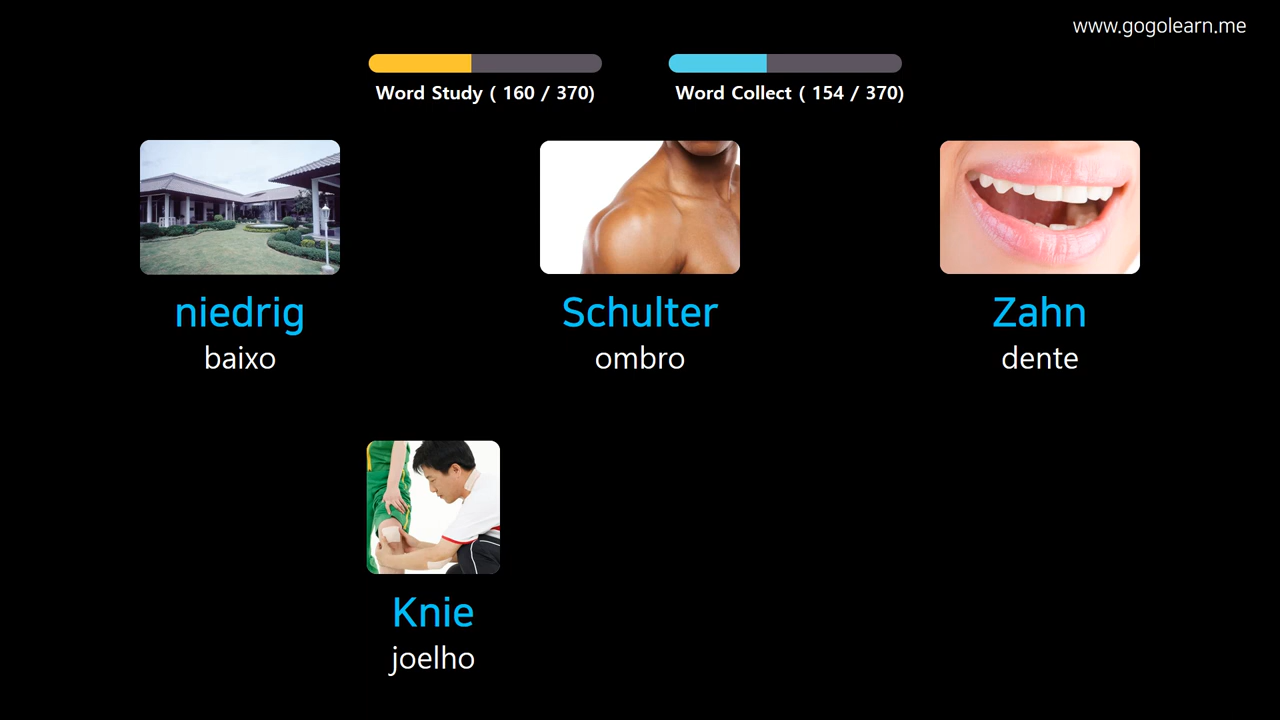 www.gogolearn.me
Word Study ( 160 / 370)
Word Collect ( 154 / 370)
niedrig
baixo
Schulter
ombro
Zahn
dente
Knie
joelho